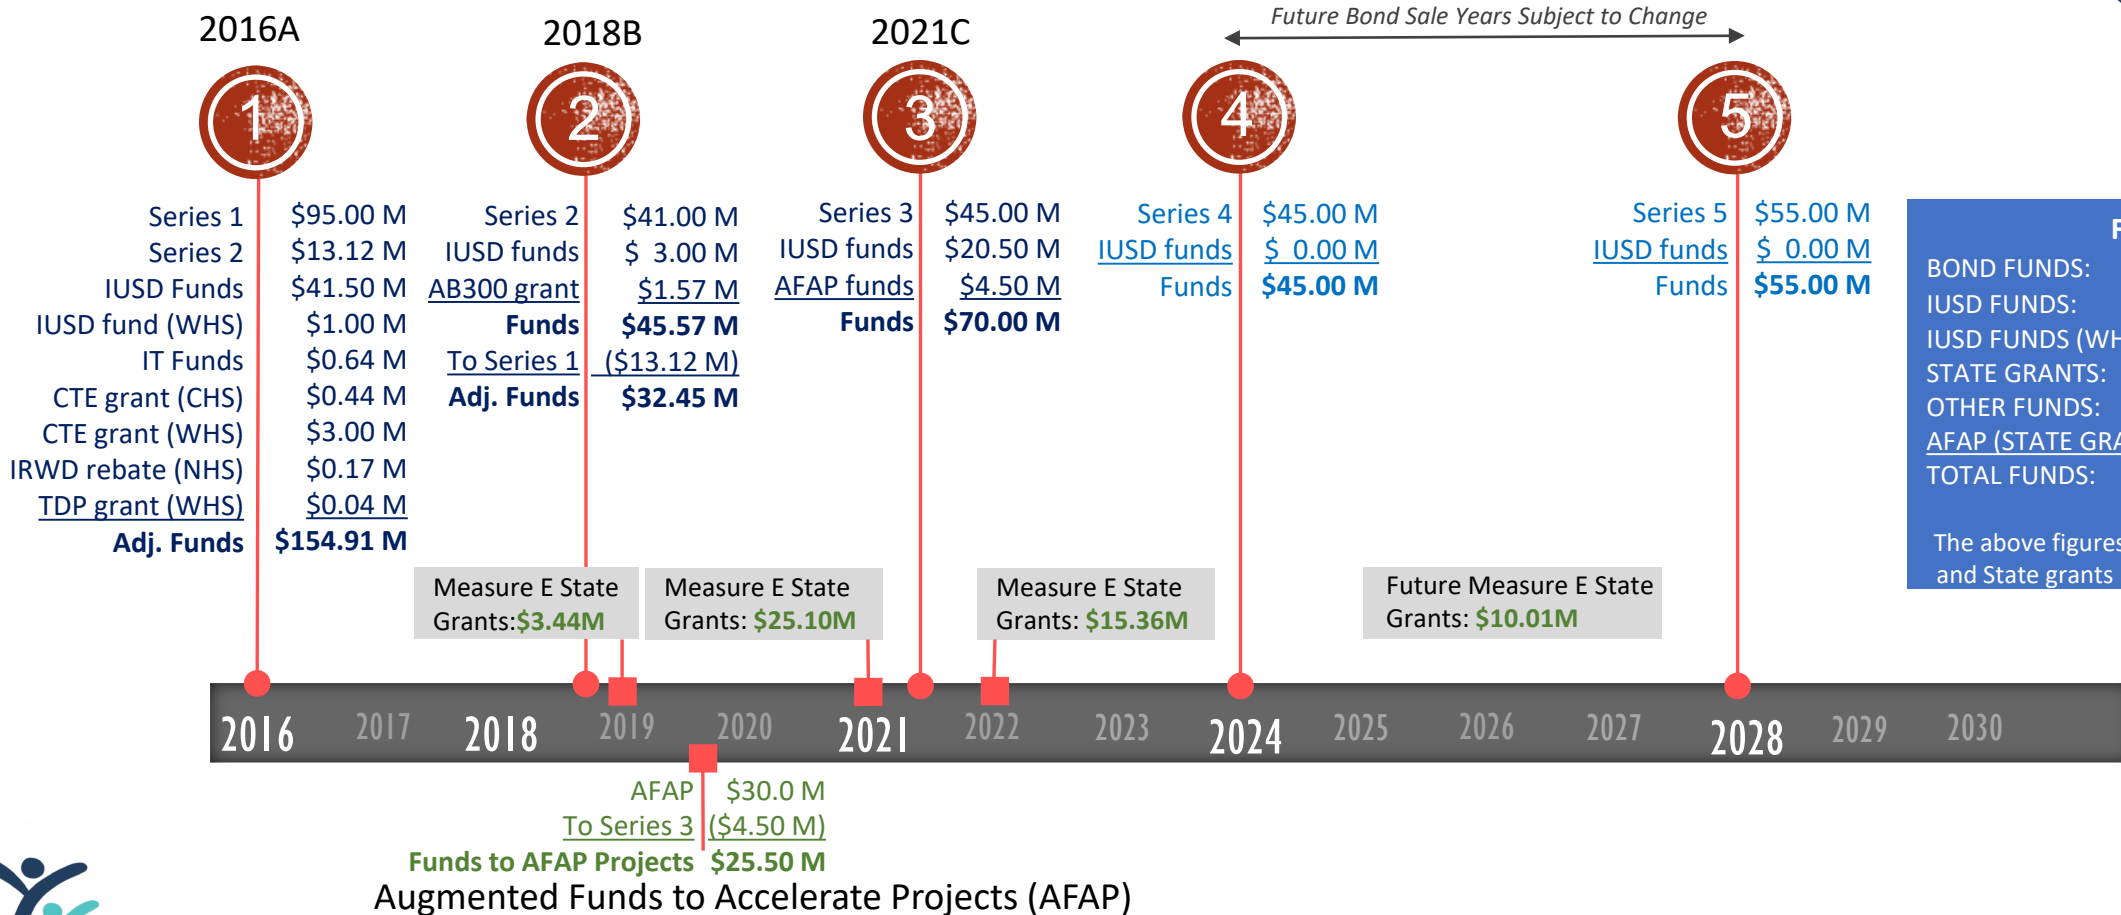 2016A
2018B
2021C
Future Bond Sale Years Subject to Change
1
2
3
4
5
Series 1 $95.00 M
Series 2 $13.12 M
IUSD Funds $41.50 M
IUSD fund (WHS) $1.00 M
IT Funds $0.64 M
CTE grant (CHS) $0.44 M
CTE grant (WHS) $3.00 M
IRWD rebate (NHS) $0.17 M
TDP grant (WHS) $0.04 M
Adj. Funds $154.91 M
Series 2 $41.00 M
IUSD funds $ 3.00 M
AB300 grant $1.57 M
Funds $45.57 M
To Series 1 ($13.12 M)
Adj. Funds $32.45 M
Series 3 $45.00 M
IUSD funds $20.50 M
AFAP funds $4.50 M
Funds $70.00 M
Series 4 $45.00 M
IUSD funds $ 0.00 M
Funds $45.00 M
Series 5 $55.00 M
IUSD funds $ 0.00 M
Funds $55.00 M
BOND FUNDS:
IUSD FUNDS:
IUSD FUNDS (WH
STATE GRANTS:
OTHER FUNDS:
AFAP (STATE GRA
TOTAL FUNDS:
The above figures
and State grants
Measure E State
Grants:$3.44M
Measure E State
Grants: $25.10M
Measure E State
Grants: $15.36M
Future Measure E State
Grants: $10.01M
2016 2017 2018 2019 2020 2021 2022 2023 2024 2025 2026 2027 2028 2029 2030
AFAP $30.0 M
To Series 3 ($4.50 M)
Funds to AFAP Projects $25.50 M
Augmented Funds to Accelerate Projects (AFAP)